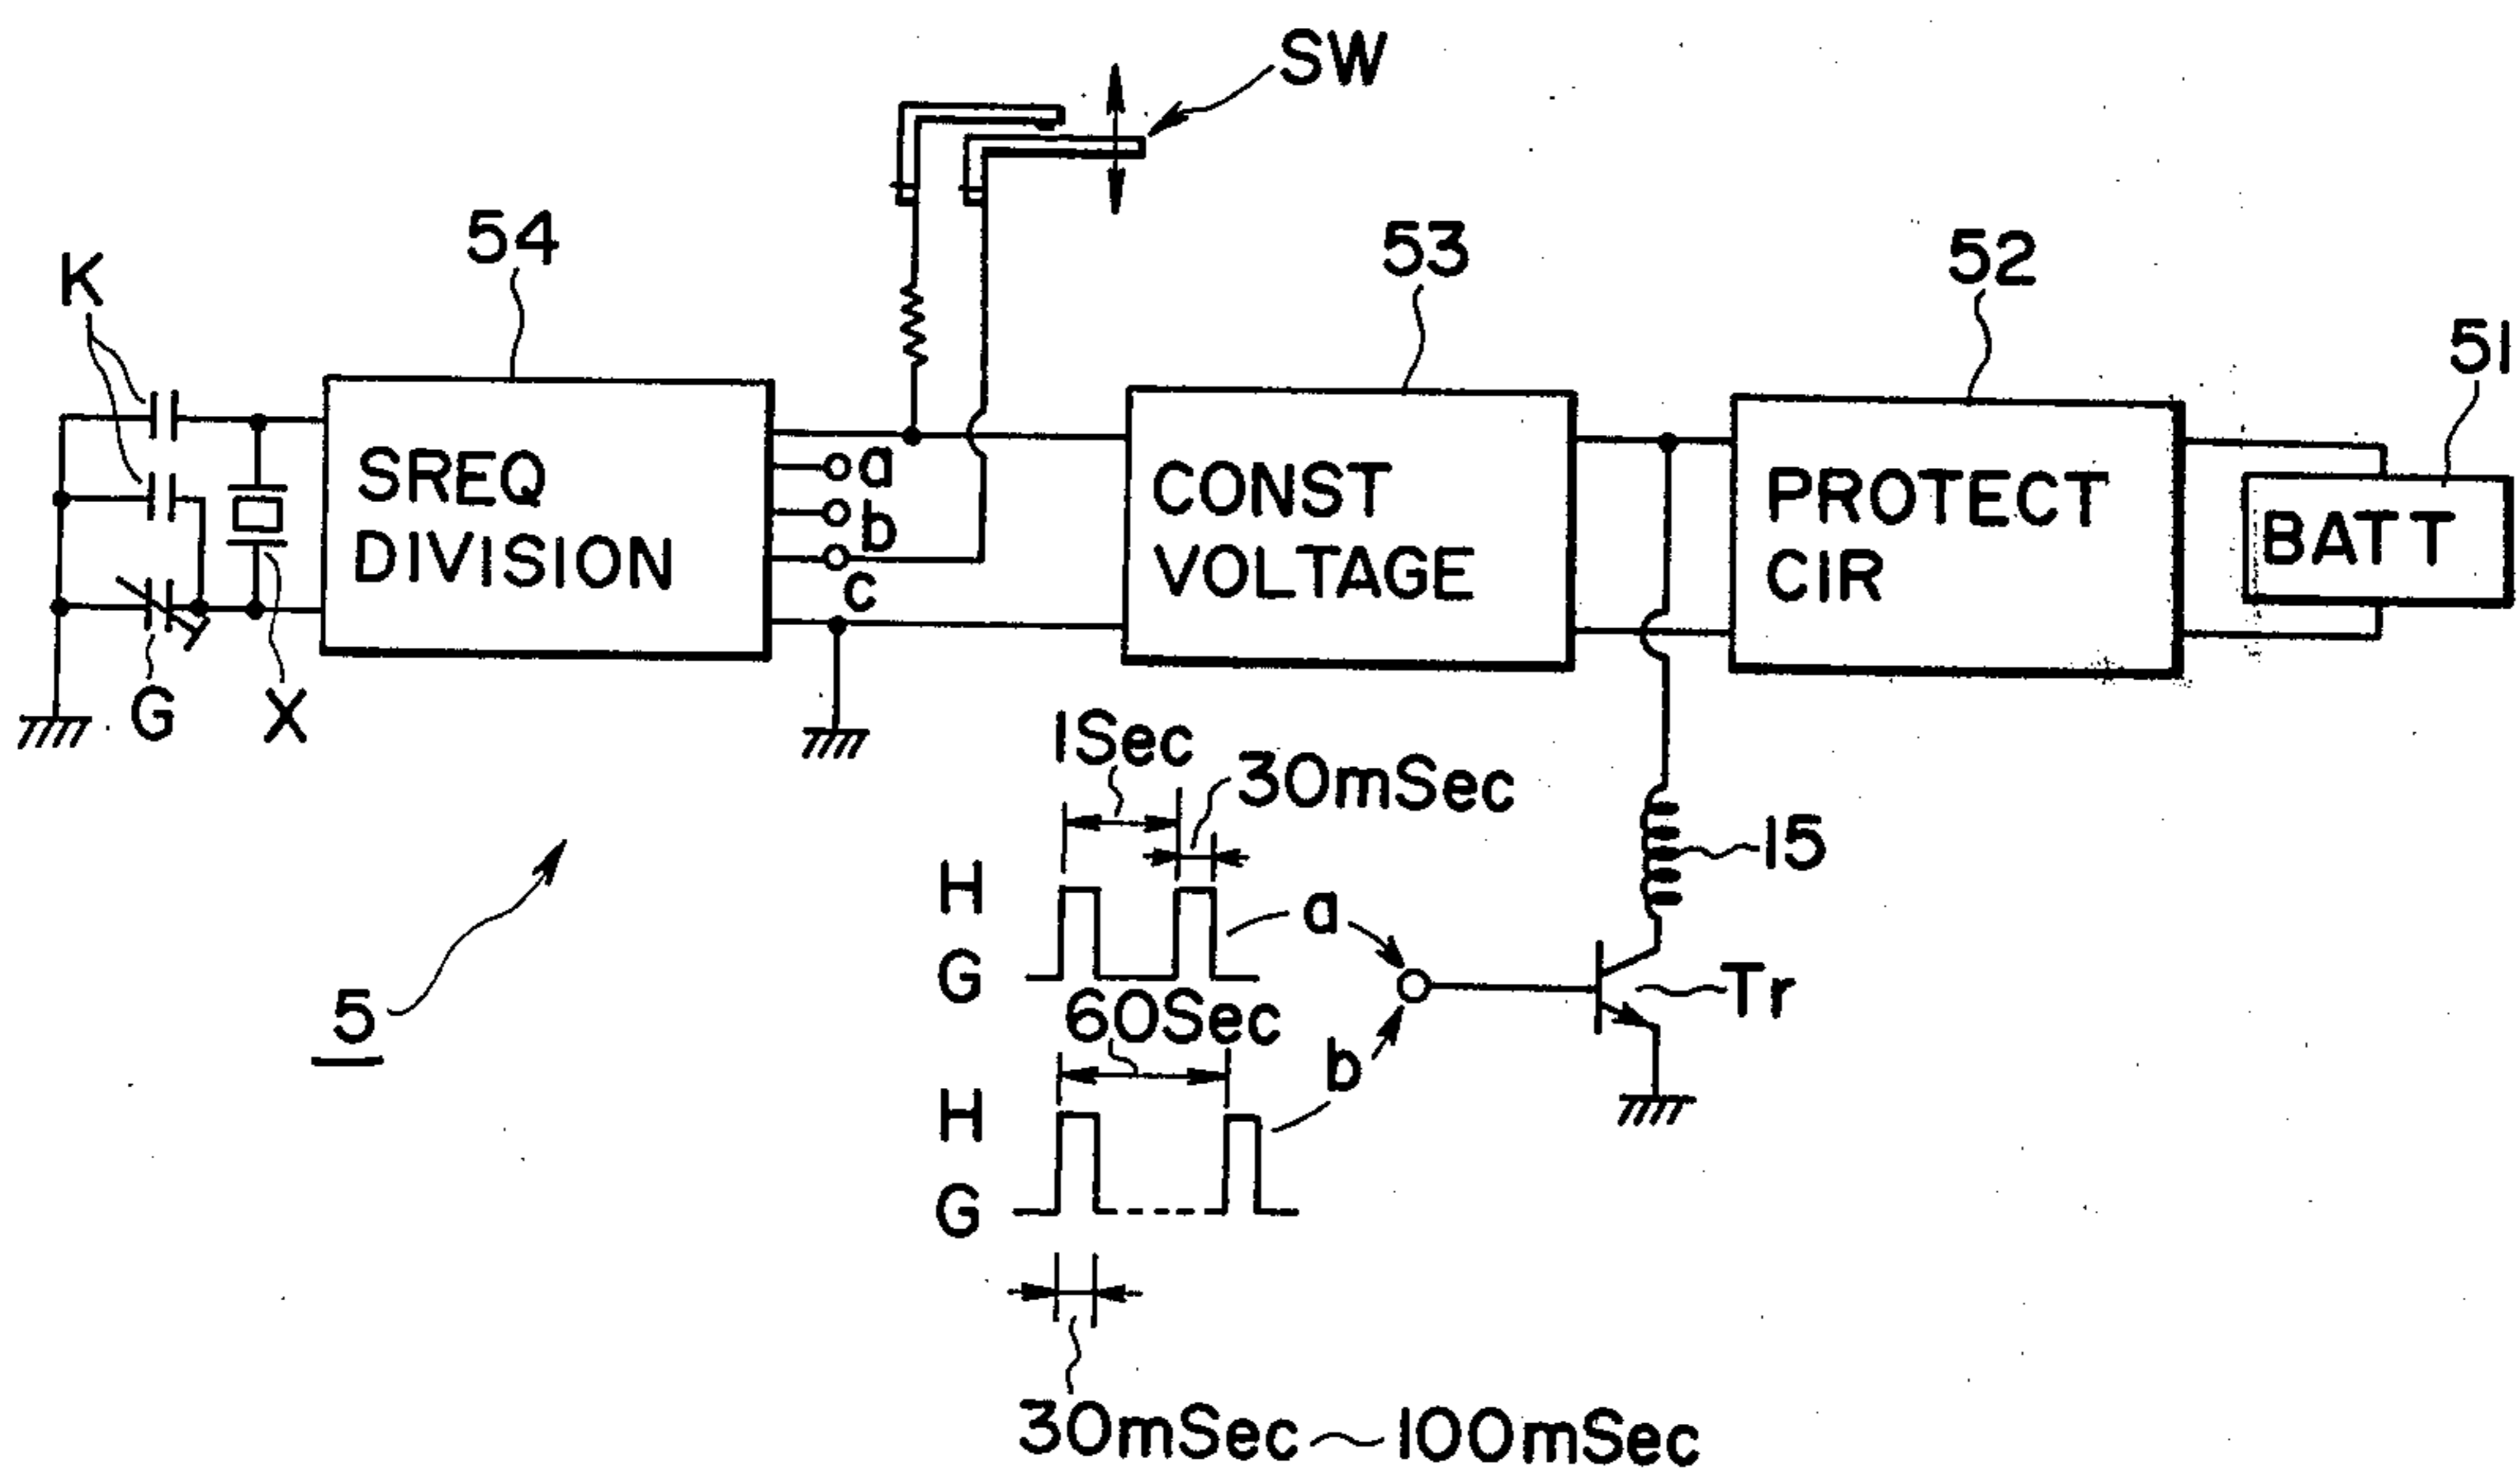 SW
54
53
52
K
51
SREQ
DIVISION
a
b
c
CONST
VOLTAGE
PROTECT
CIR
BATT
G
X
1Sec
30mSec
15
H
G
a
5
60Sec
Tr
b
H
G
30mSec~100mSec